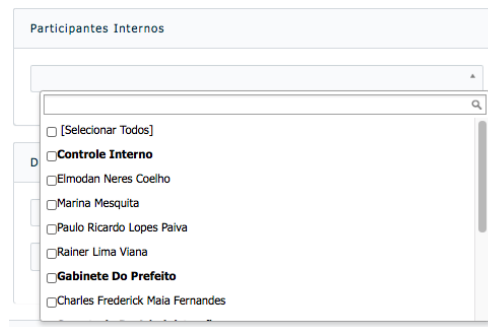 Participantes Internos
[Selecionar Todos]
Controle Interno
D
Elmodan Neres Coelho
Marina Mesquita
Paulo Ricardo Lopes Paiva
Rainer Lima Viana
Gabinete Do Prefeito
Charles Frederick Maia Fernandes